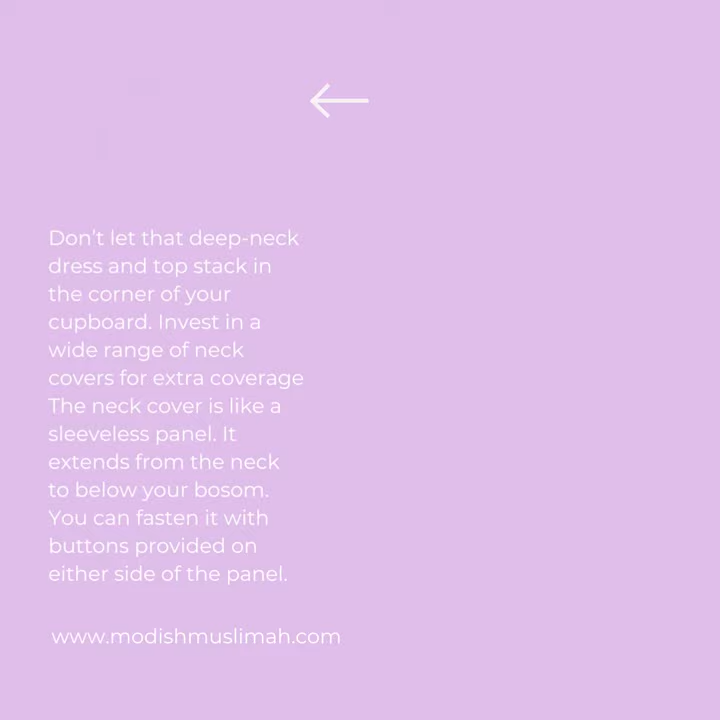 Don’t let that deep-neck
dress and top stack in
the corner of your
cupboard. Invest in a
wide range of neck
covers for extra coverage
The neck cover is like a
sleeveless panel. It
extends from the neck
to below your bosom.
You can fasten it with
buttons provided on
either side of the panel.
www.modishmuslimah.com